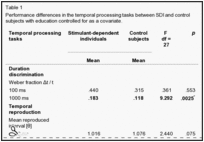 Table 1
Performance differences in the temporal processing tasks between SDI and control
subjects with education controlled for as a covariate.
Temporal processing tasks Stimulant-dependent individuals Control subjects F df = 27 p
Mean Mean
Duration
discrimination
Weber fraction Δt / t
100 ms .440 .315 .361 .553
1000 ms .183 .118 9.292 .0025
Temporal
reproduction
Mean reproduced
interval [s]
1.016 1.076 2.440 .075